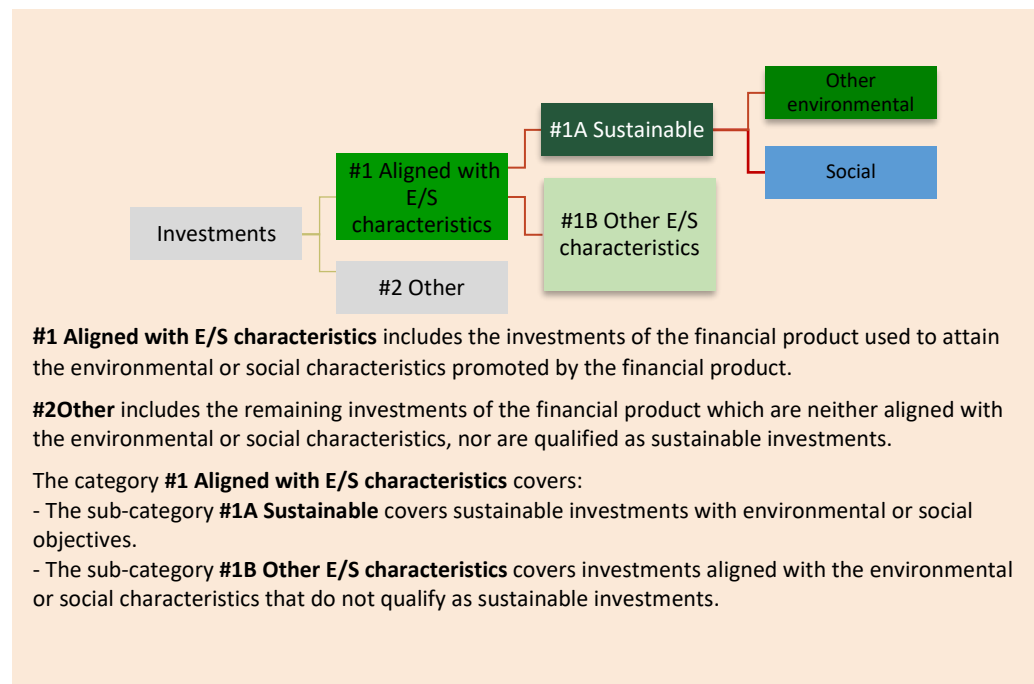 Other
environmental
#1A Sustainable
#1 Aligned with
E/S
characteristics
Social
#1B Other E/S
characteristics
Investments
#2 Other
#1 Aligned with E/S characteristics includes the investments of the financial product used to attain
the environmental or social characteristics promoted by the financial product.
#2Other includes the remaining investments of the financial product which are neither aligned with
the environmental or social characteristics, nor are qualified as sustainable investments.
The category #1 Aligned with E/S characteristics covers:
- The sub-category #1A Sustainable covers sustainable investments with environmental or social
objectives.
- The sub-category #1B Other E/S characteristics covers investments aligned with the environmental
or social characteristics that do not qualify as sustainable investments.